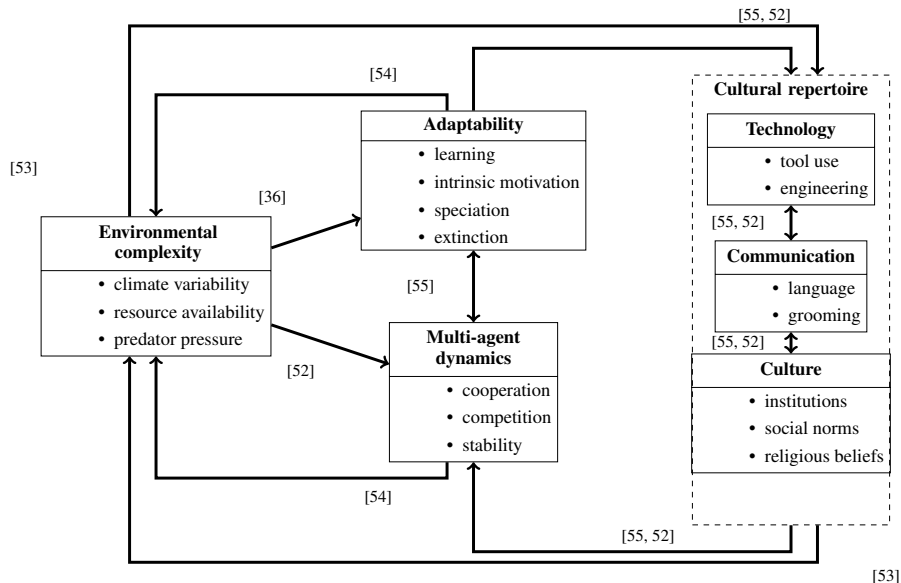 [55, 52]
[54]
[53]
[36]
Environmental
complexity
• climate variability
• resource availability
• predator pressure
Adaptability
• learning
• intrinsic motivation
• speciation
• extinction
[55]
[52]
Multi-agent
dynamics
• cooperation
• competition
• stability
[54]
Cultural repertoire
Technology
• tool use
• engineering
[55, 52]
Communication
• language
• grooming
[55, 52]
Culture
• institutions
• social norms
• religious beliefs
[55, 52]
[53]